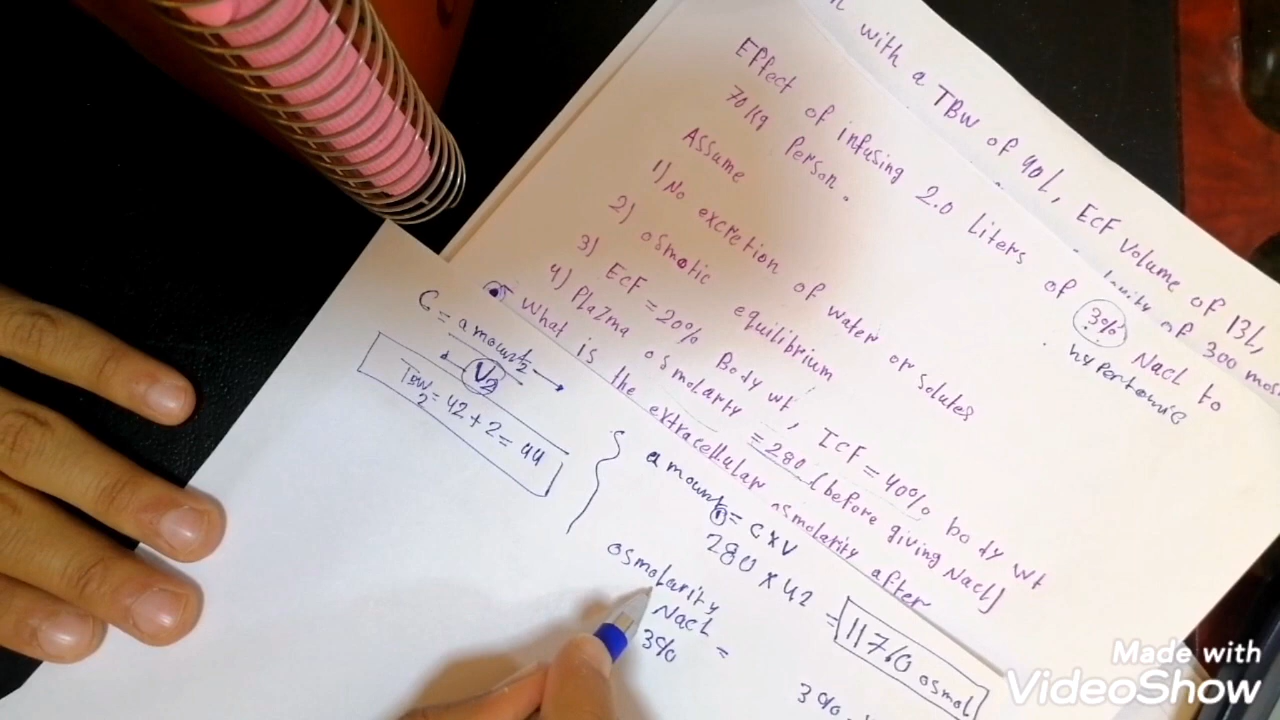 with a TBW of 40L, ECF volume of 13L,
of 300 mos
Effect of infusing 2.0 liters of 3% NaCl to
hypertonic
70 Kg Person.
Assume
1) No excretion of water or solutes
2) osmotic equilibrium
3) ECF = 20% Body wt, ICF = 40% body wt
4) Plazma osmolarity = 280 (before giving NaCl)
What is the extracellular osmolarity after
C = amount2
V2
TBW2 = 42 + 2 = 44
amount1 = C x V
280 x 42 = 11760 osmol
osmolarity
NaCl =
3%
3%
Made with
VideoShow